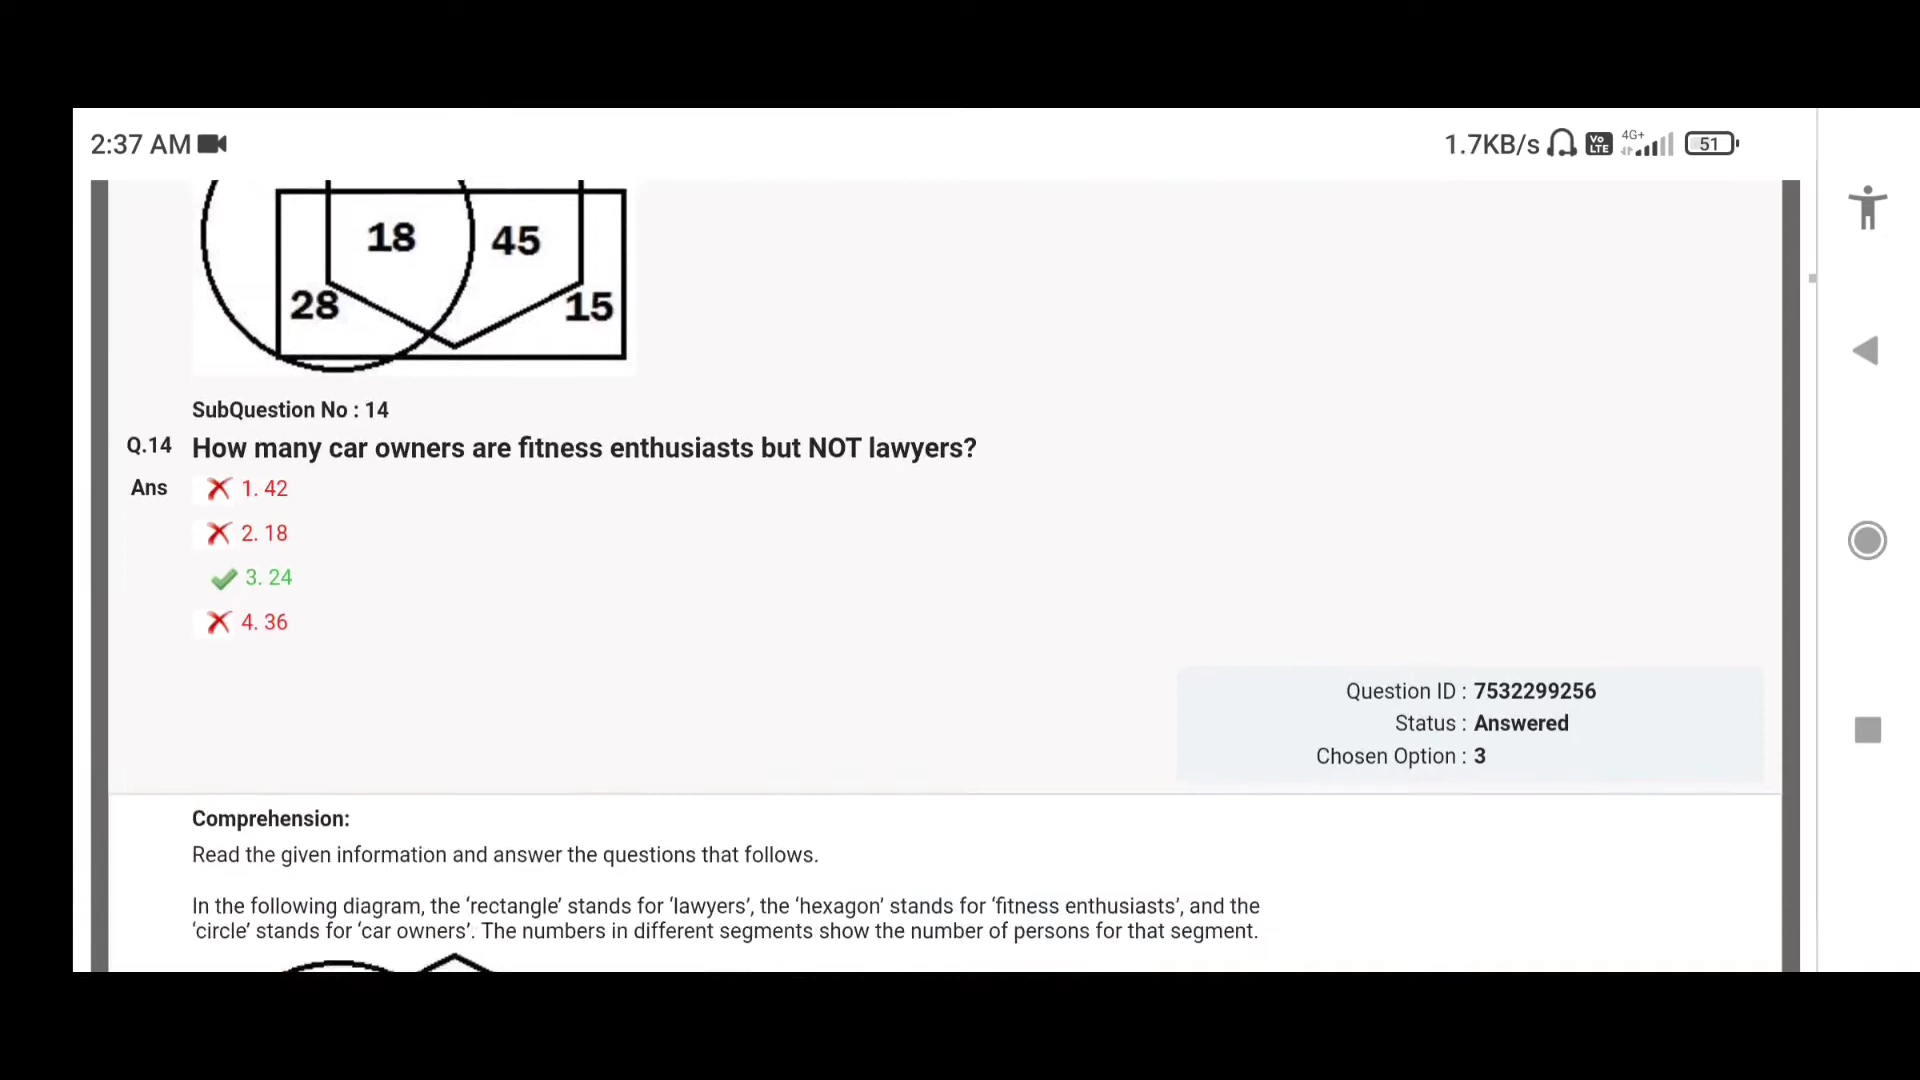 2:37 AM
1.7KB/s Vo LTE 4G+ 51
18 45
28 15
SubQuestion No : 14
Q.14 How many car owners are fitness enthusiasts but NOT lawyers?
Ans 1. 42
2. 18
3. 24
4. 36
Question ID : 7532299256
Status : Answered
Chosen Option : 3
Comprehension:
Read the given information and answer the questions that follows.
In the following diagram, the ‘rectangle’ stands for ‘lawyers’, the ‘hexagon’ stands for ‘fitness enthusiasts’, and the
‘circle’ stands for ‘car owners’. The numbers in different segments show the number of persons for that segment.